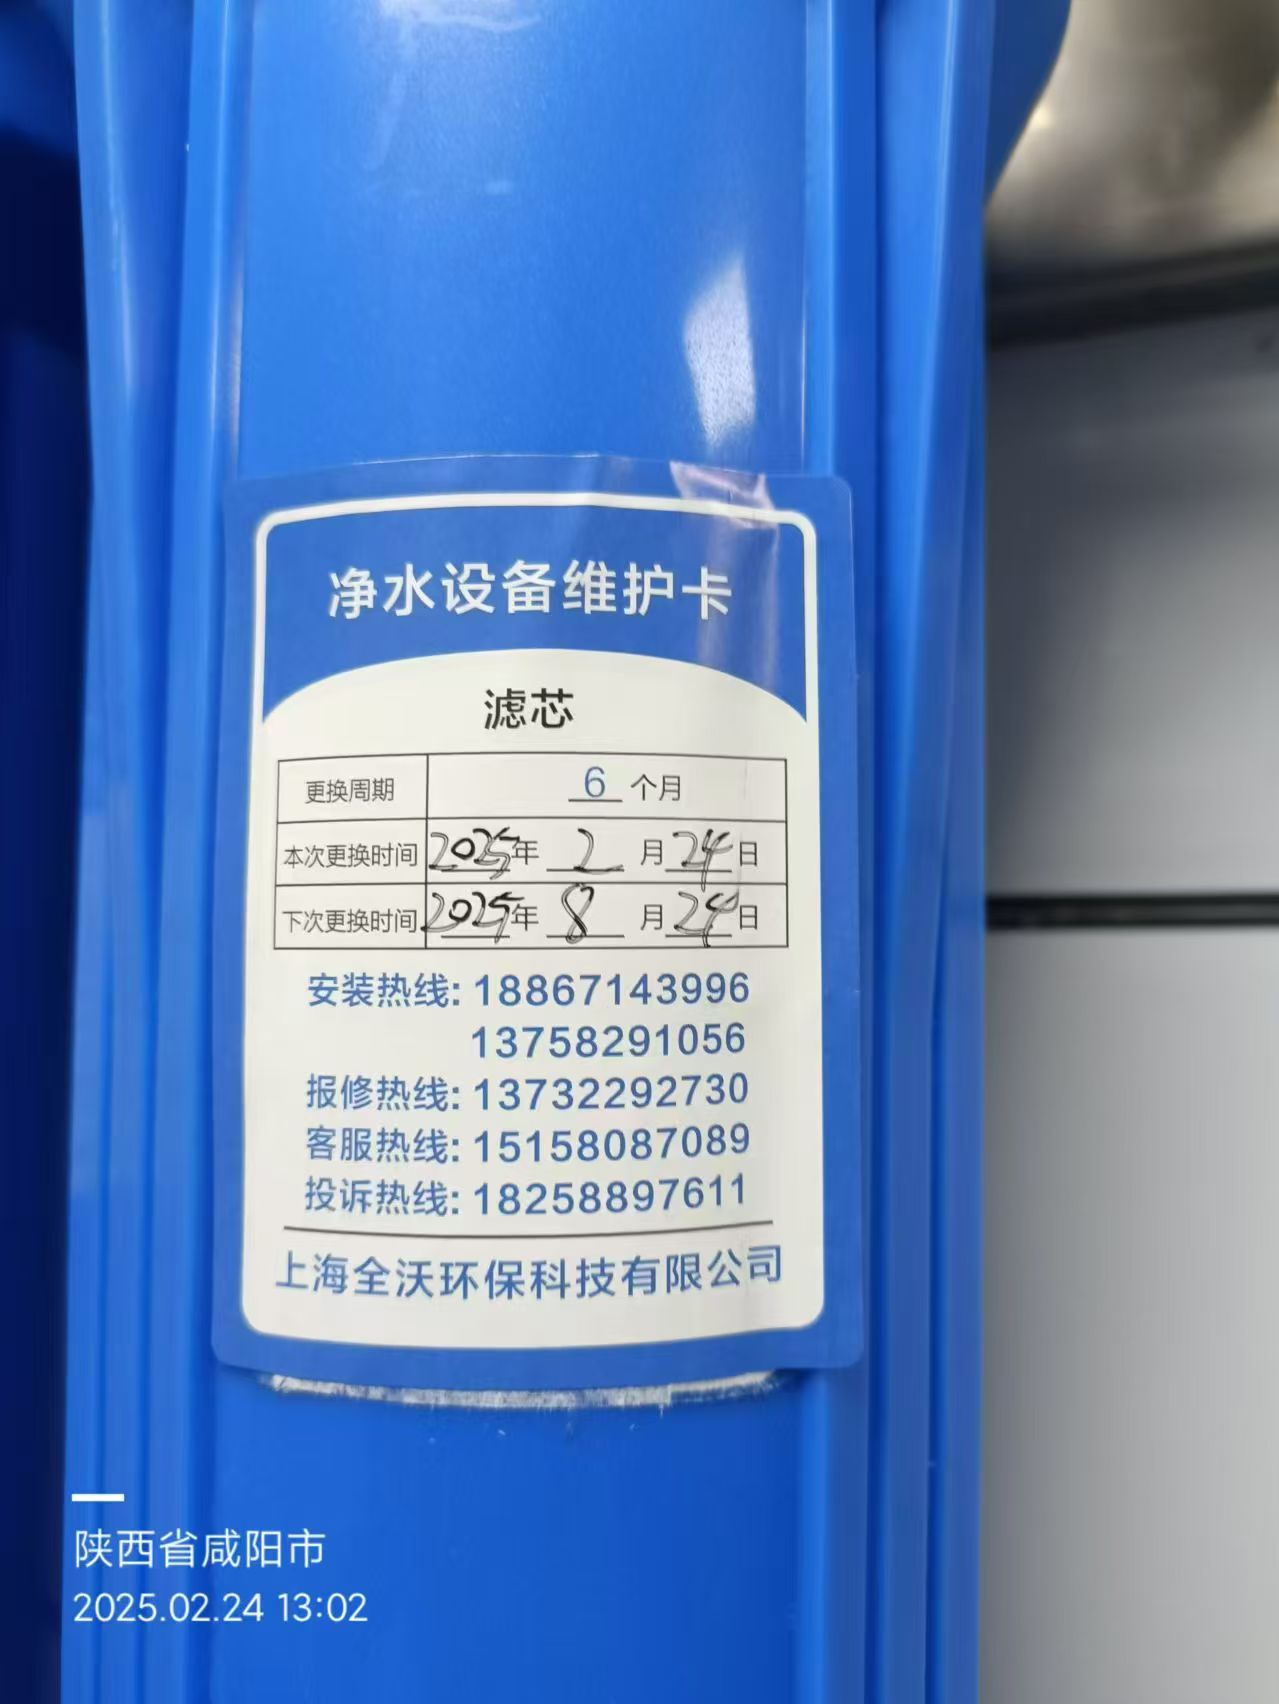 净水设备维护卡
滤芯
更换周期 6 个月
本次更换时间 2025年 2 月 24 日
下次更换时间 2025年 8 月 24 日
安装热线: 18867143996
13758291056
报修热线: 13732292730
客服热线: 15158087089
投诉热线: 18258897611
上海全沃环保科技有限公司
陕西省咸阳市
2025.02.24 13:02